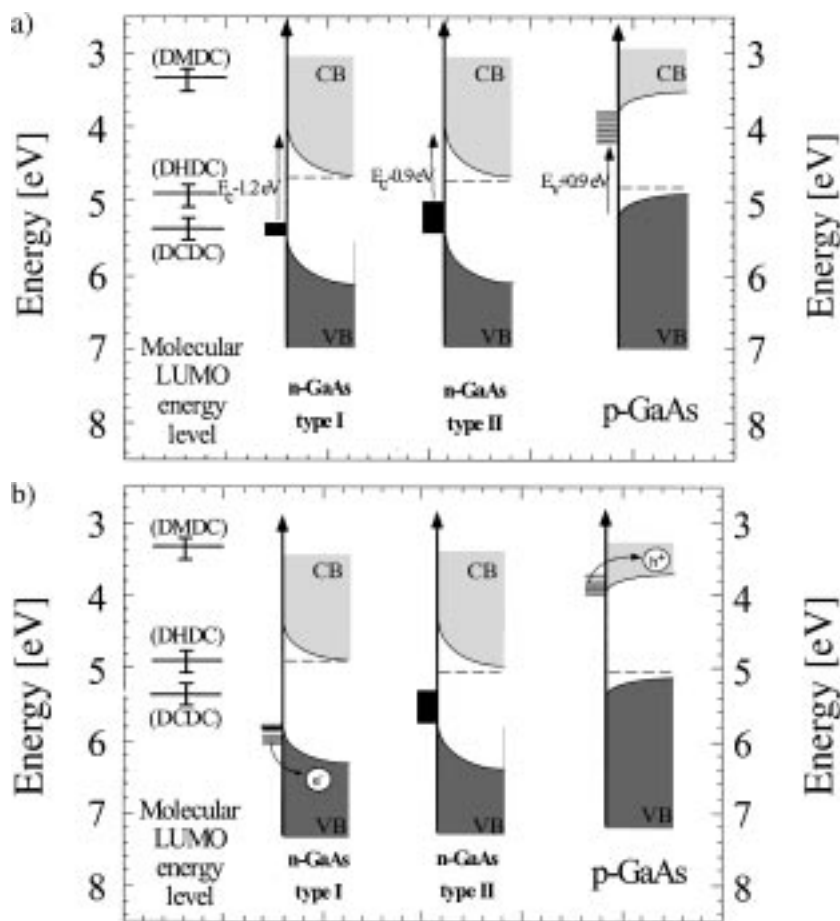 a)
Energy [eV]
3
4
5
6
7
8
(DMDC)
(DHDC)
(DCDC)
Molecular
LUMO
energy
level
CB
E_c-1.2 eV
VB
n-GaAs
type I
CB
E_c-0.9 eV
VB
n-GaAs
type II
CB
E_v+0.9 eV
VB
p-GaAs
3
4
5
6
7
8
Energy [eV]
b)
Energy [eV]
3
4
5
6
7
8
(DMDC)
(DHDC)
(DCDC)
Molecular
LUMO
energy
level
CB
e⁻
VB
n-GaAs
type I
CB
VB
n-GaAs
type II
h⁺
VB
p-GaAs
3
4
5
6
7
8
Energy [eV]